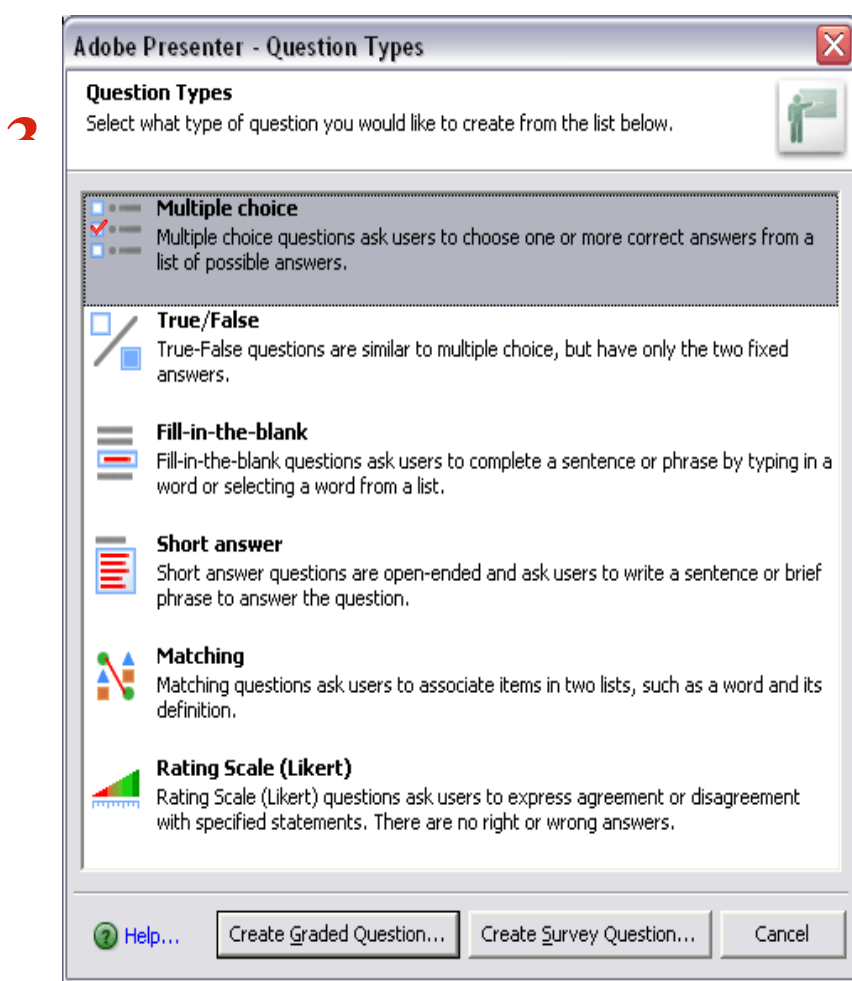 Adobe Presenter - Question Types
Question Types
Select what type of question you would like to create from the list below.
Multiple choice
Multiple choice questions ask users to choose one or more correct answers from a
list of possible answers.
True/False
True-False questions are similar to multiple choice, but have only the two fixed
answers.
Fill-in-the-blank
Fill-in-the-blank questions ask users to complete a sentence or phrase by typing in a
word or selecting a word from a list.
Short answer
Short answer questions are open-ended and ask users to write a sentence or brief
phrase to answer the question.
Matching
Matching questions ask users to associate items in two lists, such as a word and its
definition.
Rating Scale (Likert)
Rating Scale (Likert) questions ask users to express agreement or disagreement
with specified statements. There are no right or wrong answers.
Help... Create Graded Question... Create Survey Question... Cancel